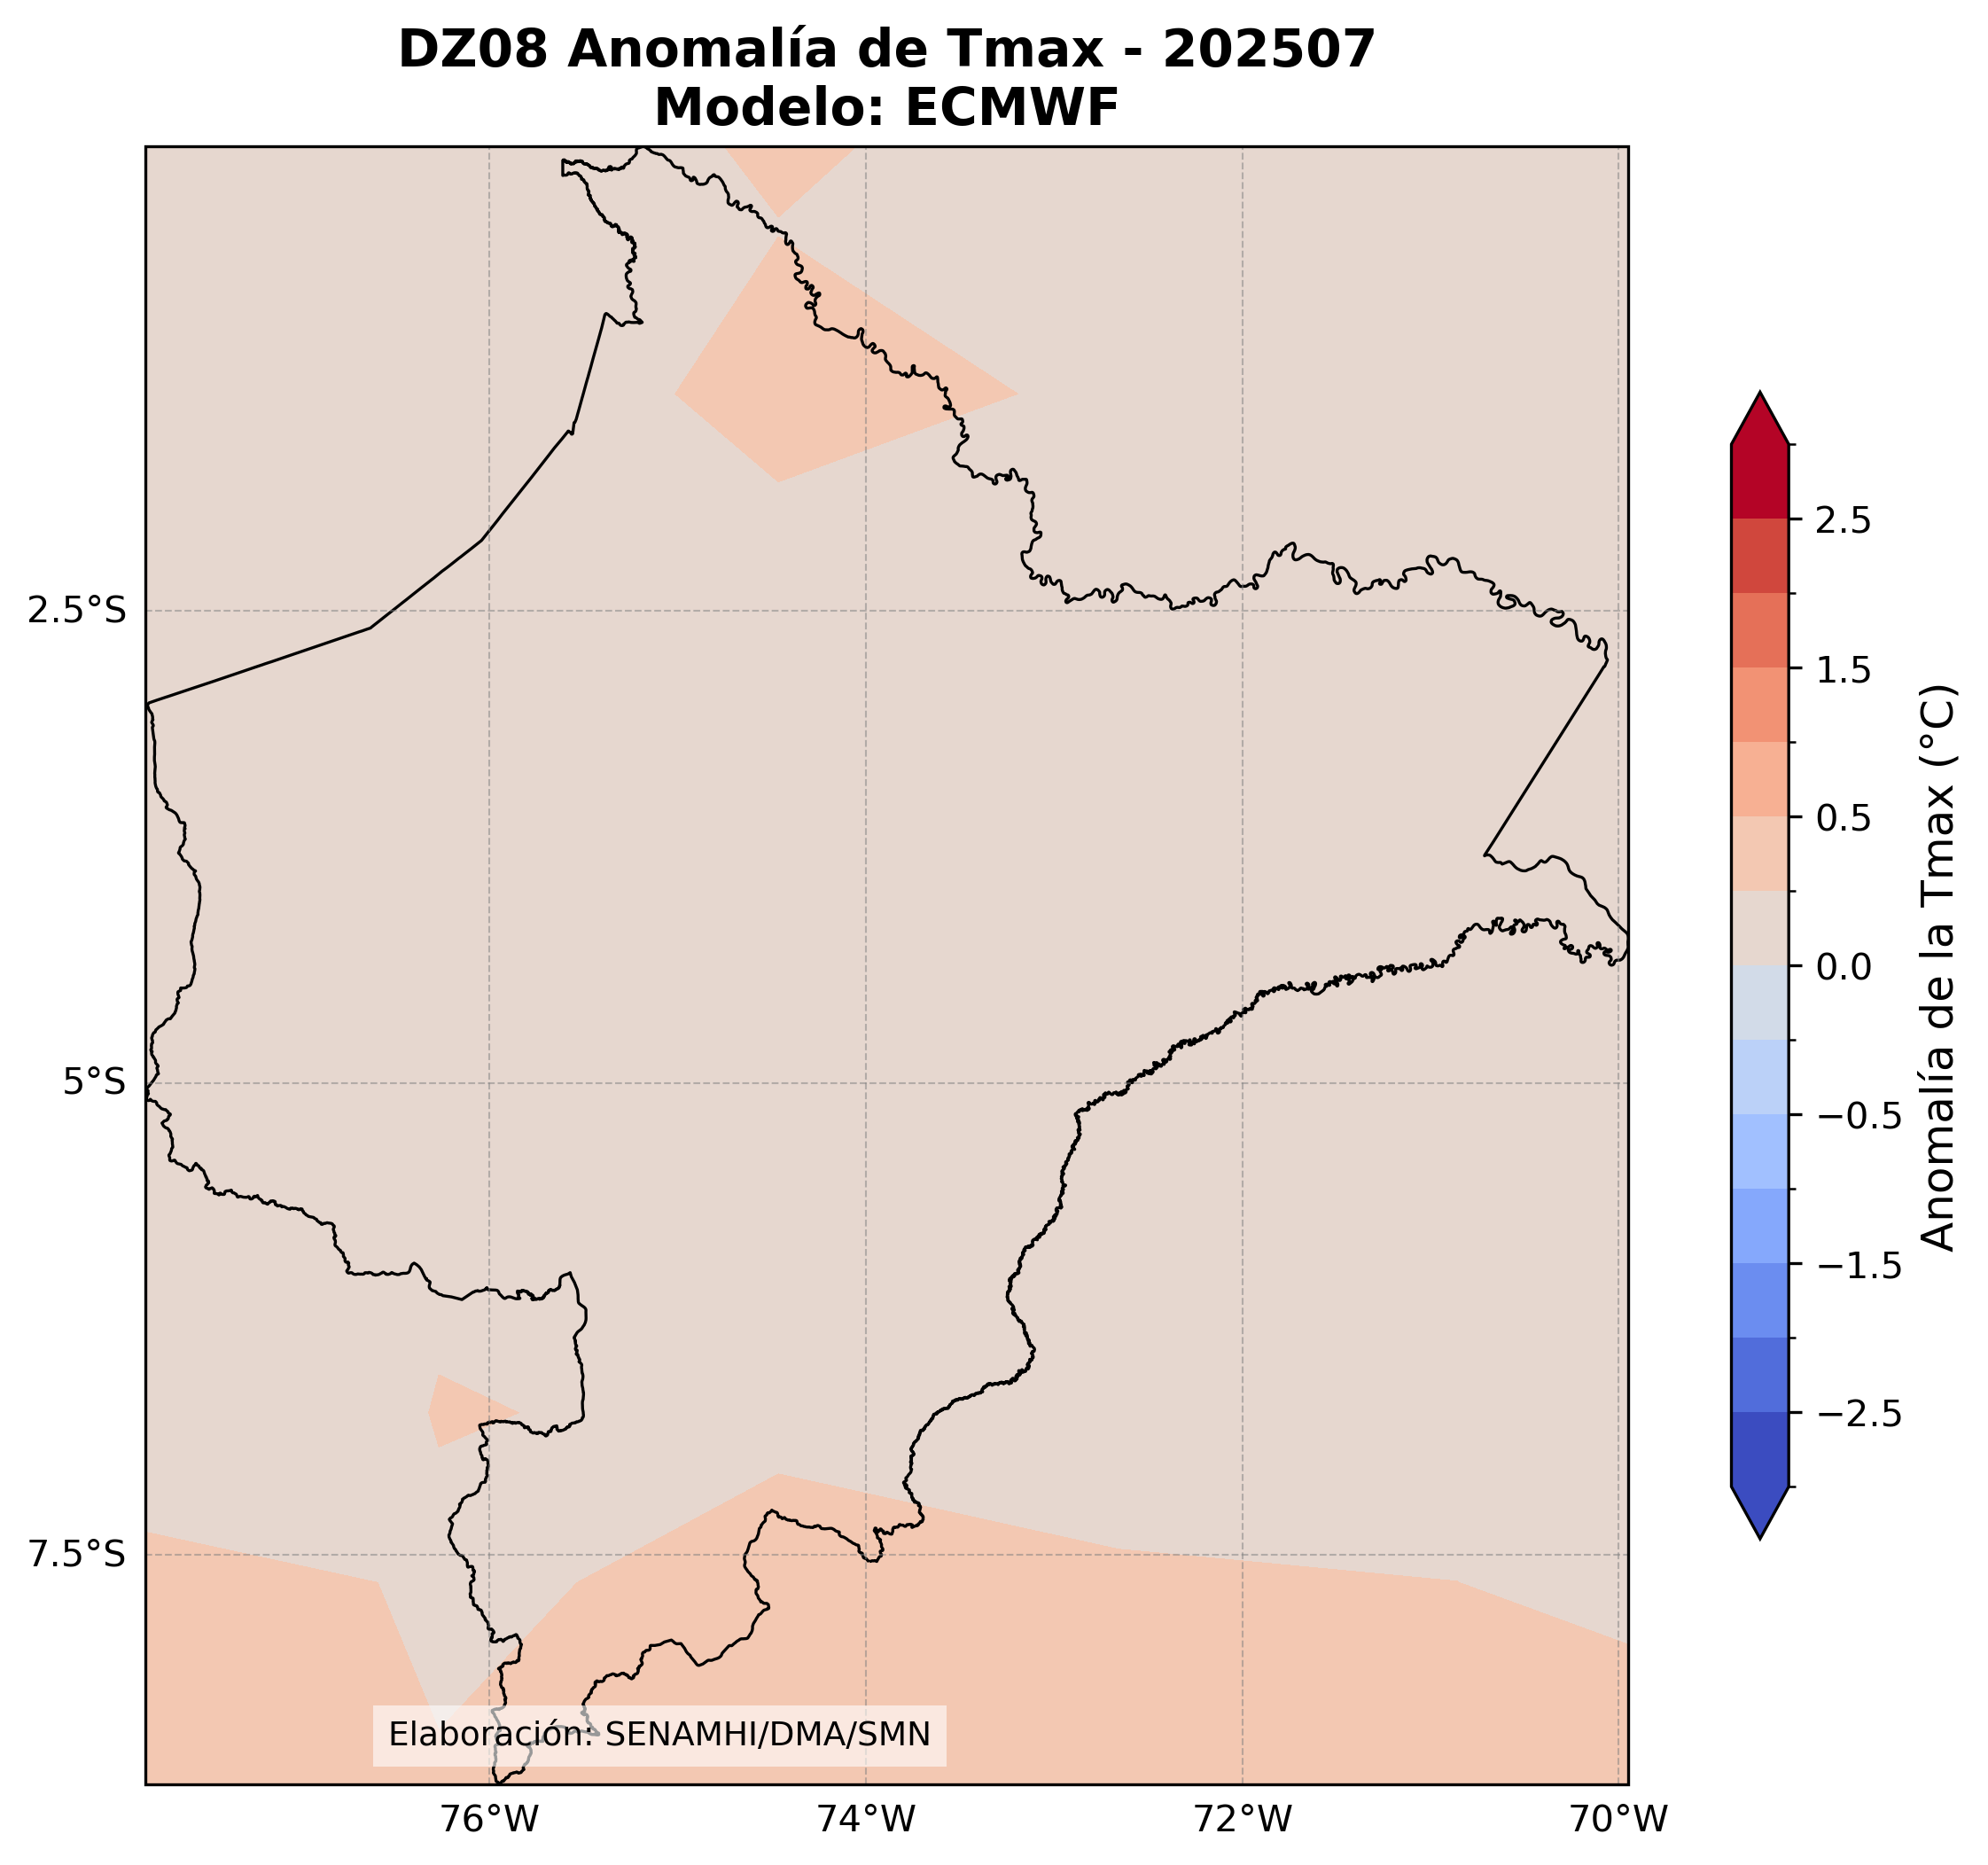 DZ08 Anomalía de Tmax - 202507
Modelo: ECMWF
2.5°S
5°S
7.5°S
76°W
74°W
72°W
70°W
Elaboración: SENAMHI/DMA/SMN
2.5
1.5
0.5
0.0
−0.5
−1.5
−2.5
Anomalía de la Tmax (°C)